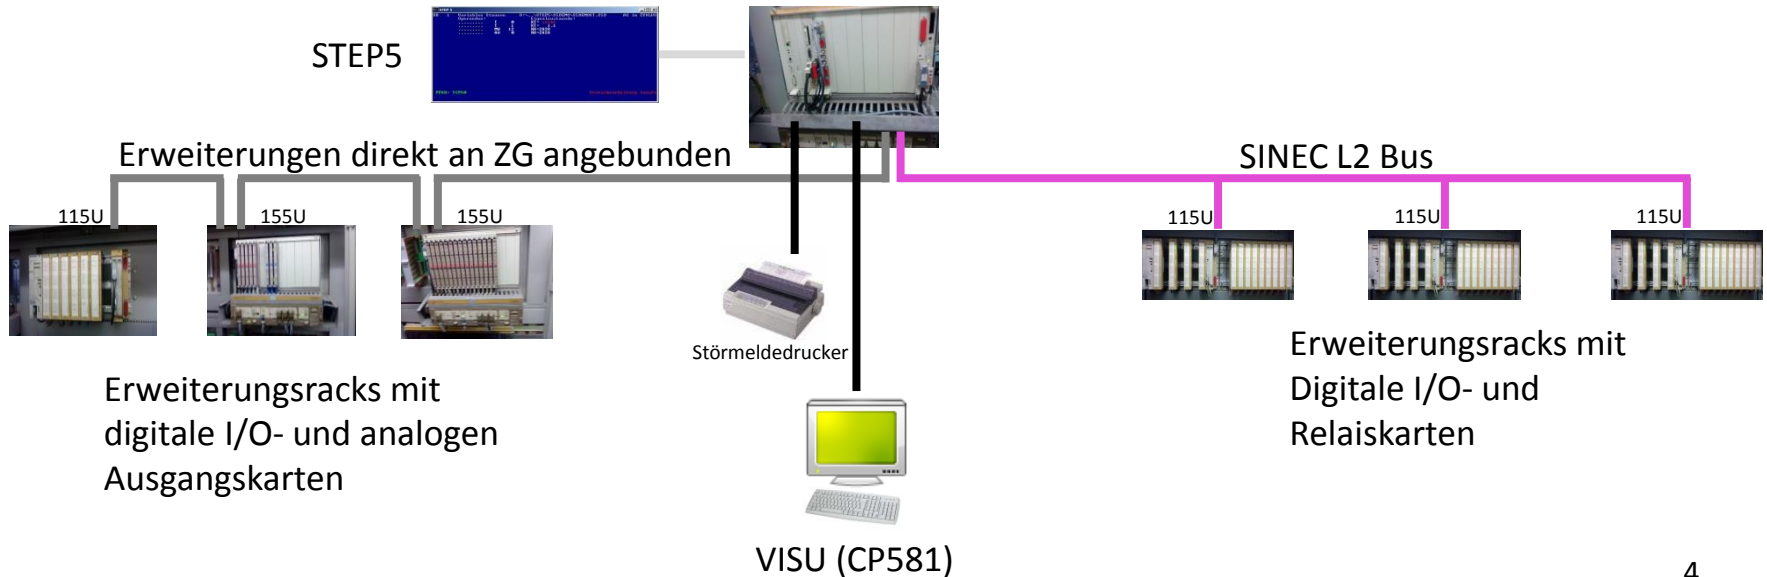 STEP5
Erweiterungen direkt an ZG angebunden
SINEC L2 Bus
115U
155U
155U
115U
115U
115U
Störmeldedrucker
Erweiterungsracks mit
digitale I/O- und analogen
Ausgangskarten
Erweiterungsracks mit
Digitale I/O- und
Relaiskarten
VISU (CP581)
4